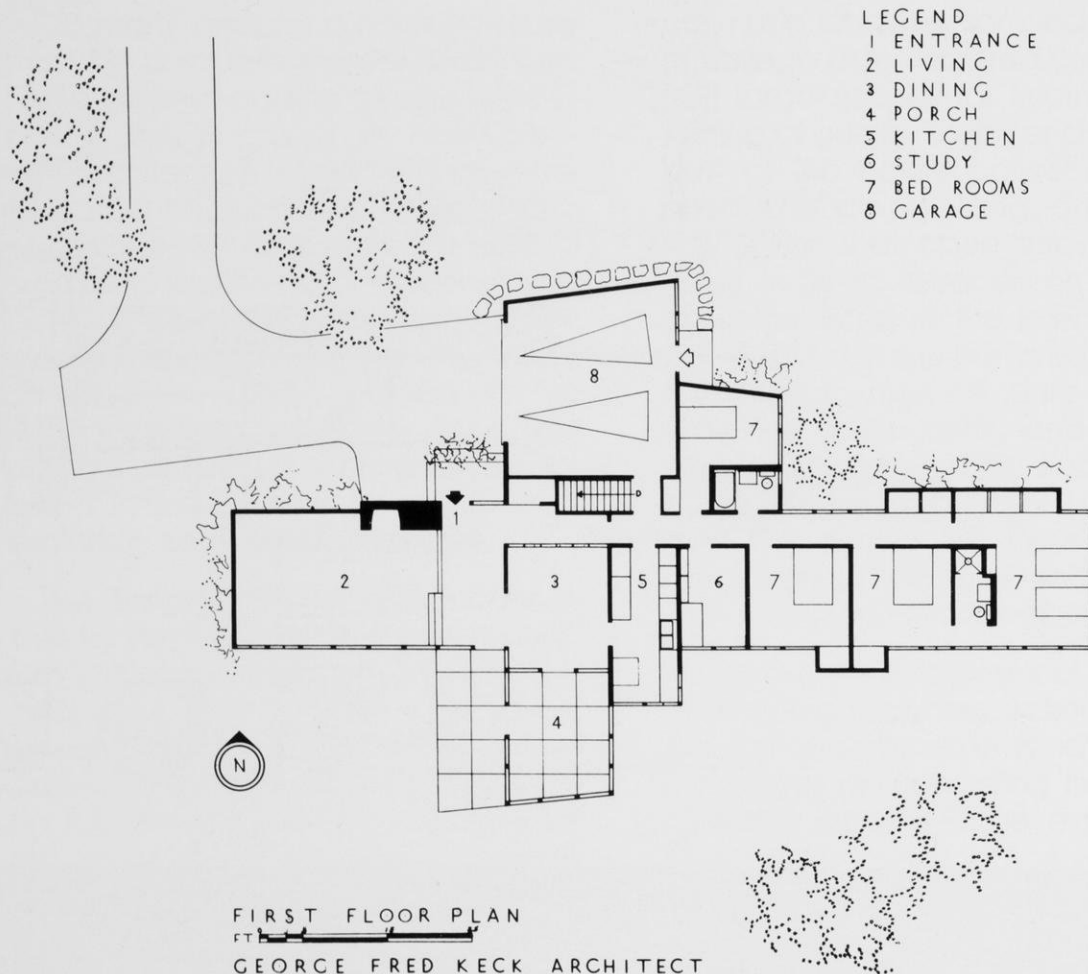 LEGEND
1 ENTRANCE
2 LIVING
3 DINING
4 PORCH
5 KITCHEN
6 STUDY
7 BED ROOMS
8 GARAGE
8
7
D
1
2
3
5
6
7
7
7
4
N
FIRST FLOOR PLAN
FT
GEORGE FRED KECK ARCHITECT